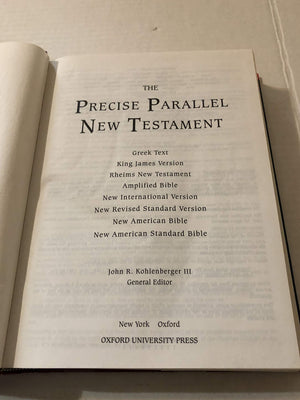 THE
PRECISE PARALLEL
NEW TESTAMENT
Greek Text
King James Version
Rheims New Testament
Amplified Bible
New International Version
New Revised Standard Version
New American Bible
New American Standard Bible
John R. Kohlenberger III
General Editor
New York Oxford
OXFORD UNIVERSITY PRESS